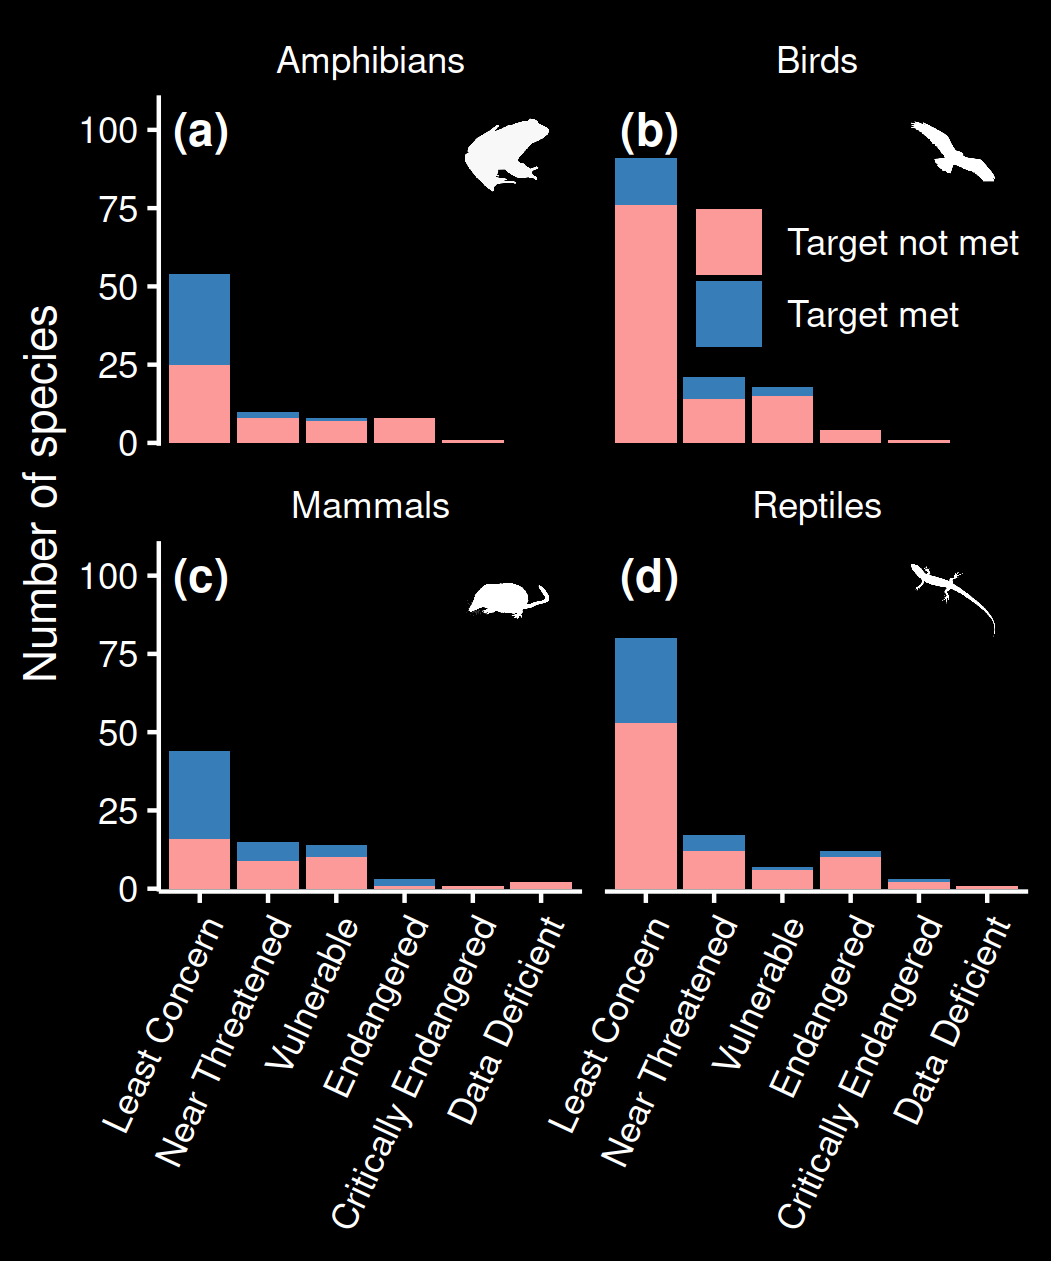 Amphibians
Birds
(a)
(b)
100
75
50
25
0
Target not met
Target met
Number of species
Mammals
Reptiles
(c)
(d)
100
75
50
25
0
Least Concern
Near Threatened
Vulnerable
Endangered
Critically Endangered
Data Deficient
Least Concern
Near Threatened
Vulnerable
Endangered
Critically Endangered
Data Deficient